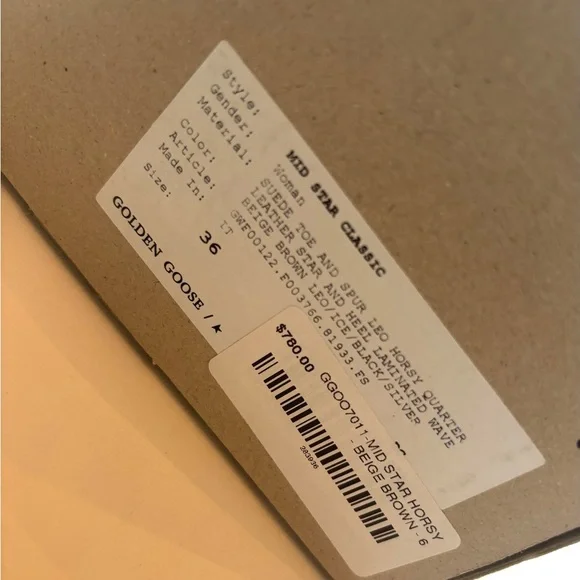 Style: MID STAR CLASSIC
Gender: Woman
Material: SUEDE TOE AND SPUR LEO HORSY QUARTER
LEATHER STAR AND HEEL LAMINATED WAVE
Color: BEIGE BROWN LEO/ICE/BLACK/SILVER
Article: GWF00122.F003766.81933.FS
Made In: IT
Size: 36
GOLDEN GOOSE /
$780.00
GGOO7011-MID STAR HORSY
- BEIGE BROWN - 6
283936